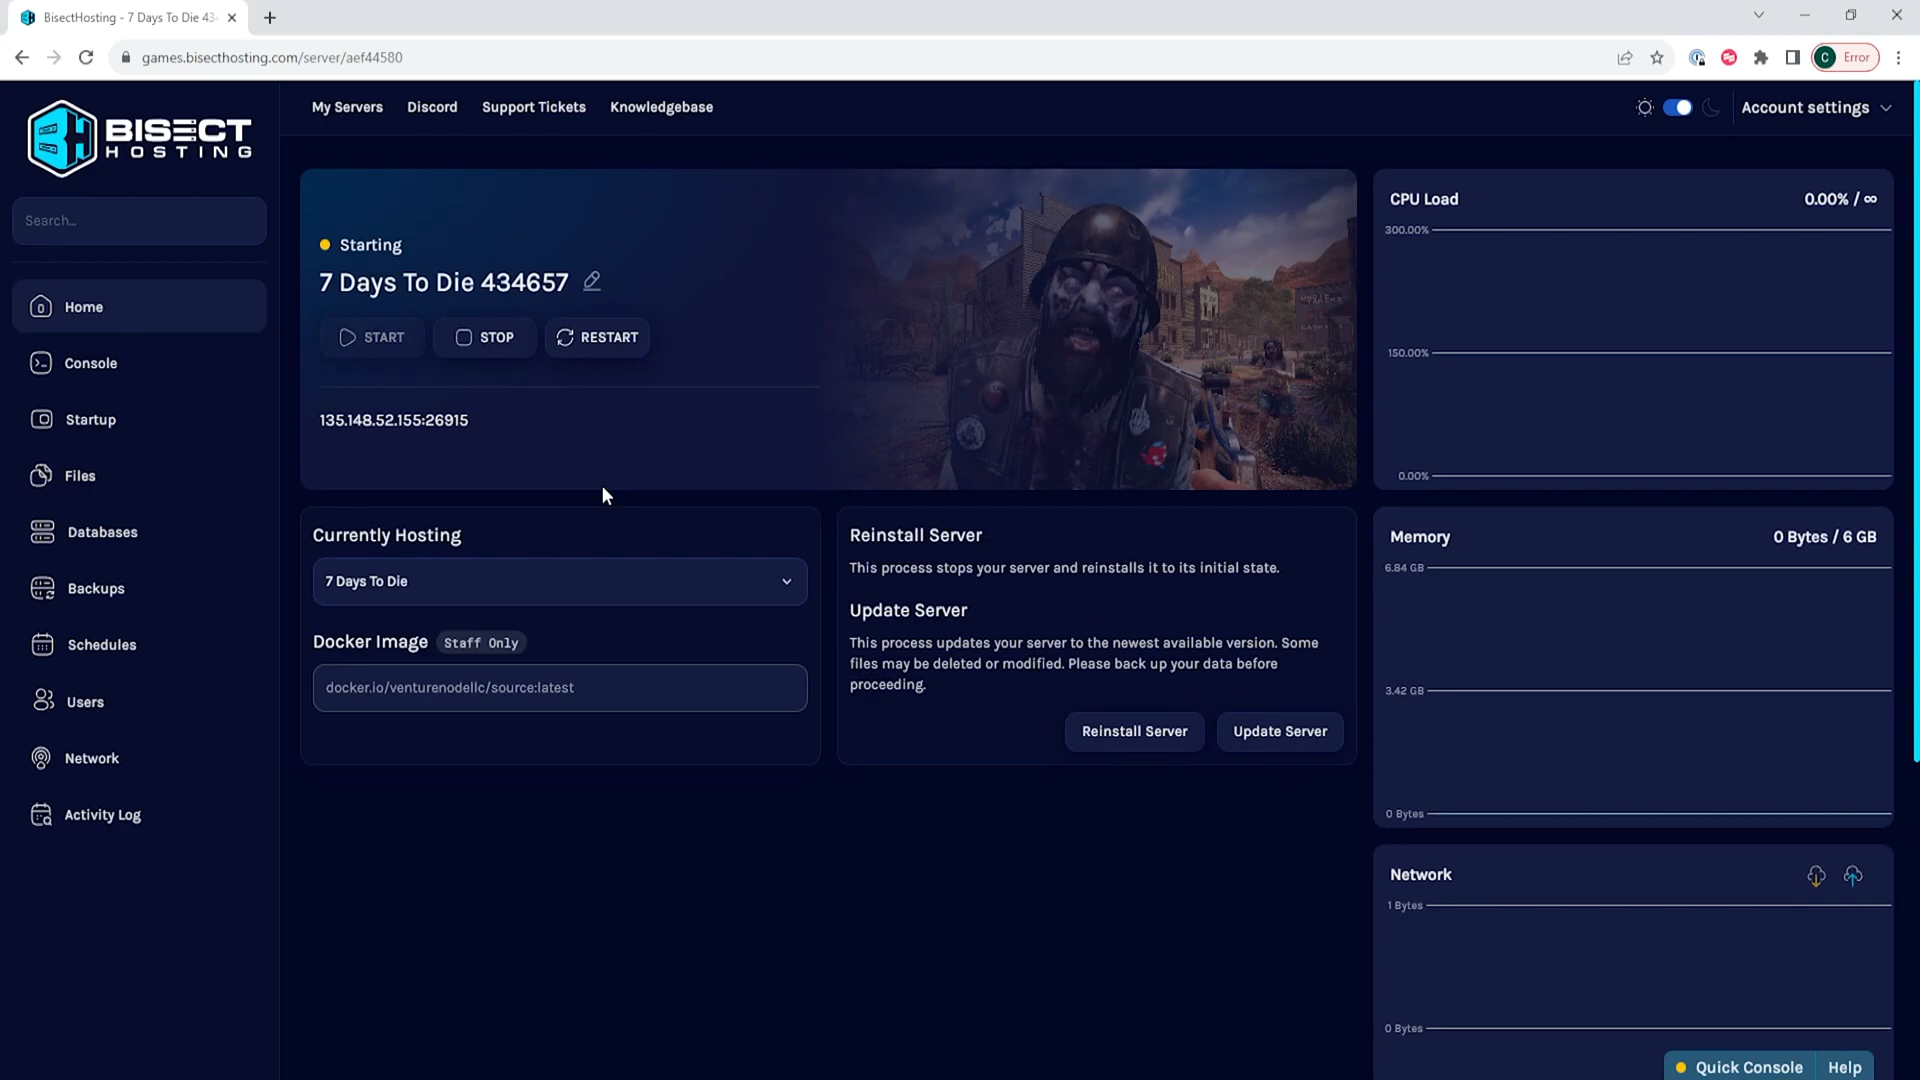 BisectHosting - 7 Days To Die 43
games.bisecthosting.com/server/aef44580
C
Error
BISECT
HOSTING
My Servers
Discord
Support Tickets
Knowledgebase
Account settings
Search...
Home
Console
Startup
Files
Databases
Backups
Schedules
Users
Network
Activity Log
Starting
7 Days To Die 434657
START
STOP
RESTART
135.148.52.155:26915
Currently Hosting
7 Days To Die
Docker Image Staff Only
docker.io/venturenodellc/source:latest
Reinstall Server
This process stops your server and reinstalls it to its initial state.
Update Server
This process updates your server to the newest available version. Some
files may be deleted or modified. Please back up your data before
proceeding.
Reinstall Server
Update Server
CPU Load
0.00% / ∞
300.00%
150.00%
0.00%
Memory
0 Bytes / 6 GB
6.84 GB
3.42 GB
0 Bytes
Network
1 Bytes
0 Bytes
Quick Console
Help